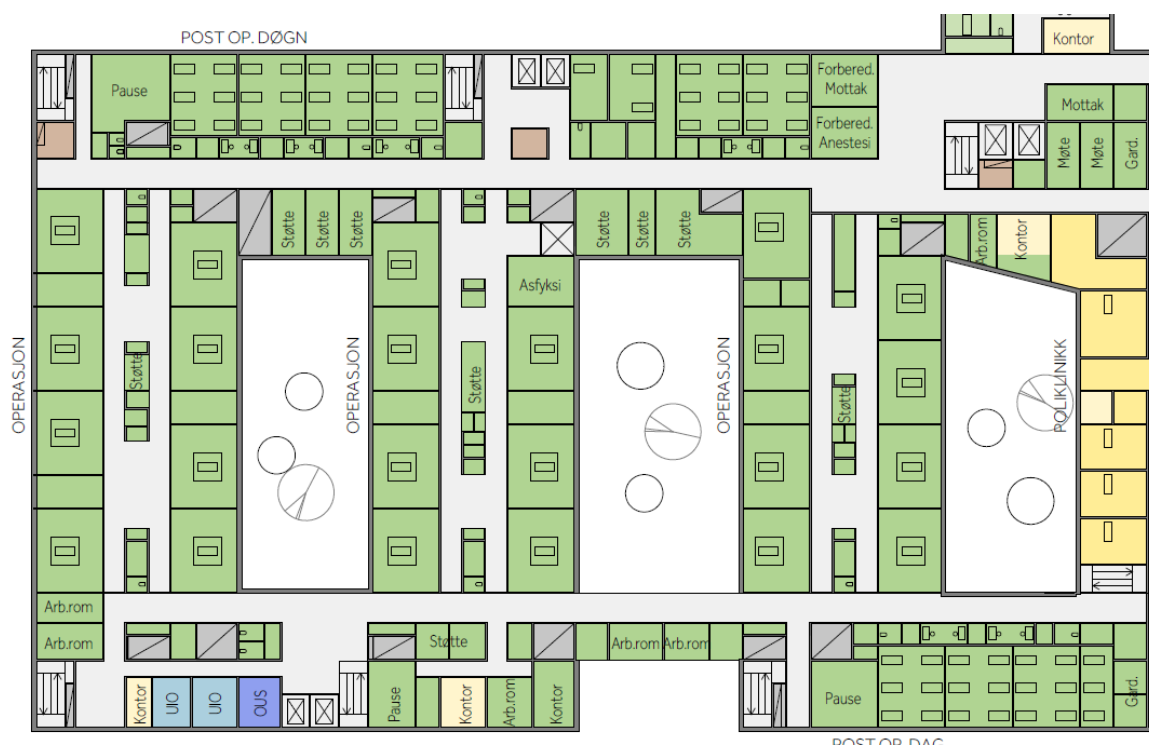 POST OP. DØGN
Kontor
Pause
Forbered.
Mottak
Forbered.
Anestesi
Mottak
Møte
Møte
Gard.
Støtte
Støtte
Støtte
Støtte
Støtte
Støtte
Arb.rom
Kontor
Asfyksi
OPERASJON
Støtte
OPERASJON
Støtte
OPERASJON
Støtte
POLIKLINIKK
Arb.rom
Arb.rom
Støtte
Arb.rom
Arb.rom
Kontor
UIO
UIO
OUS
Pause
Kontor
Arb.rom
Kontor
Pause
Gard.
POST OP. DAG